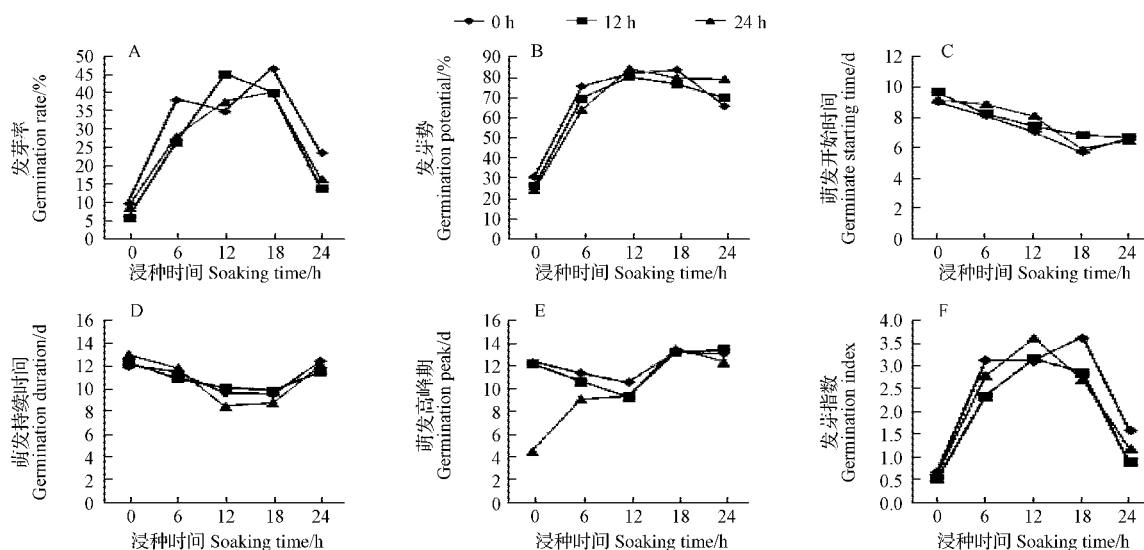 0 h 12 h 24 h
A
发芽率
Germination rate/%
50
45
40
35
30
25
20
15
10
5
0
0 6 12 18 24
浸种时间 Soaking time/h
B
发芽势
Germination potential/%
90
80
70
60
50
40
30
20
10
0
0 6 12 18 24
浸种时间 Soaking time/h
C
萌发开始时间
Germinate starting time/d
12
10
8
6
4
2
0
0 6 12 18 24
浸种时间 Soaking time/h
D
萌发持续时间
Germination duration/d
16
14
12
10
8
6
4
2
0
0 6 12 18 24
浸种时间 Soaking time/h
E
萌发高峰期
Germination peak/d
16
14
12
10
8
6
4
2
0
0 6 12 18 24
浸种时间 Soaking time/h
F
发芽指数
Germination index
4.0
3.5
3.0
2.5
2.0
1.5
1.0
0.5
0.0
0 6 12 18 24
浸种时间 Soaking time/h